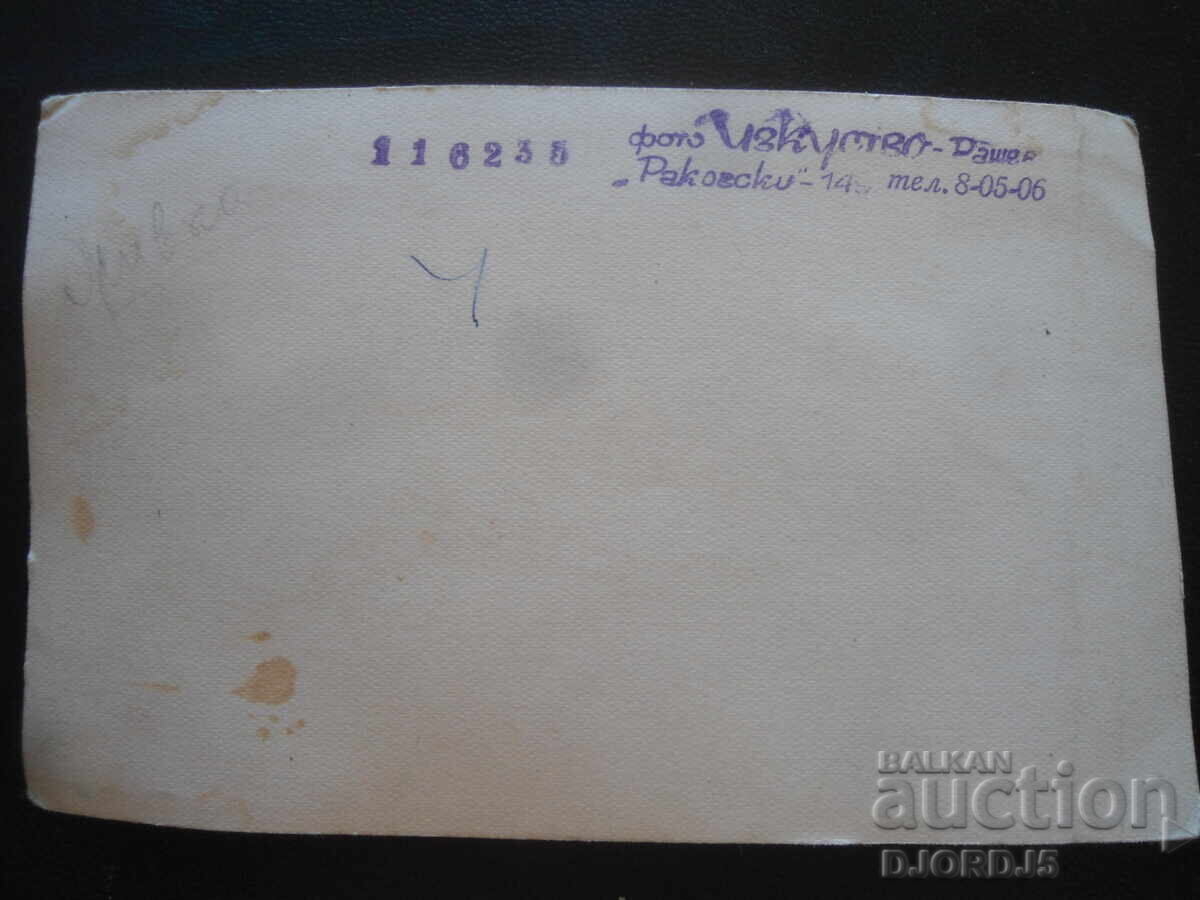 116235
фото Изкуство - Рашев
„Раковски" - 14 тел. 8-05-06
Ч
BALKAN
auction
DJORDJ5